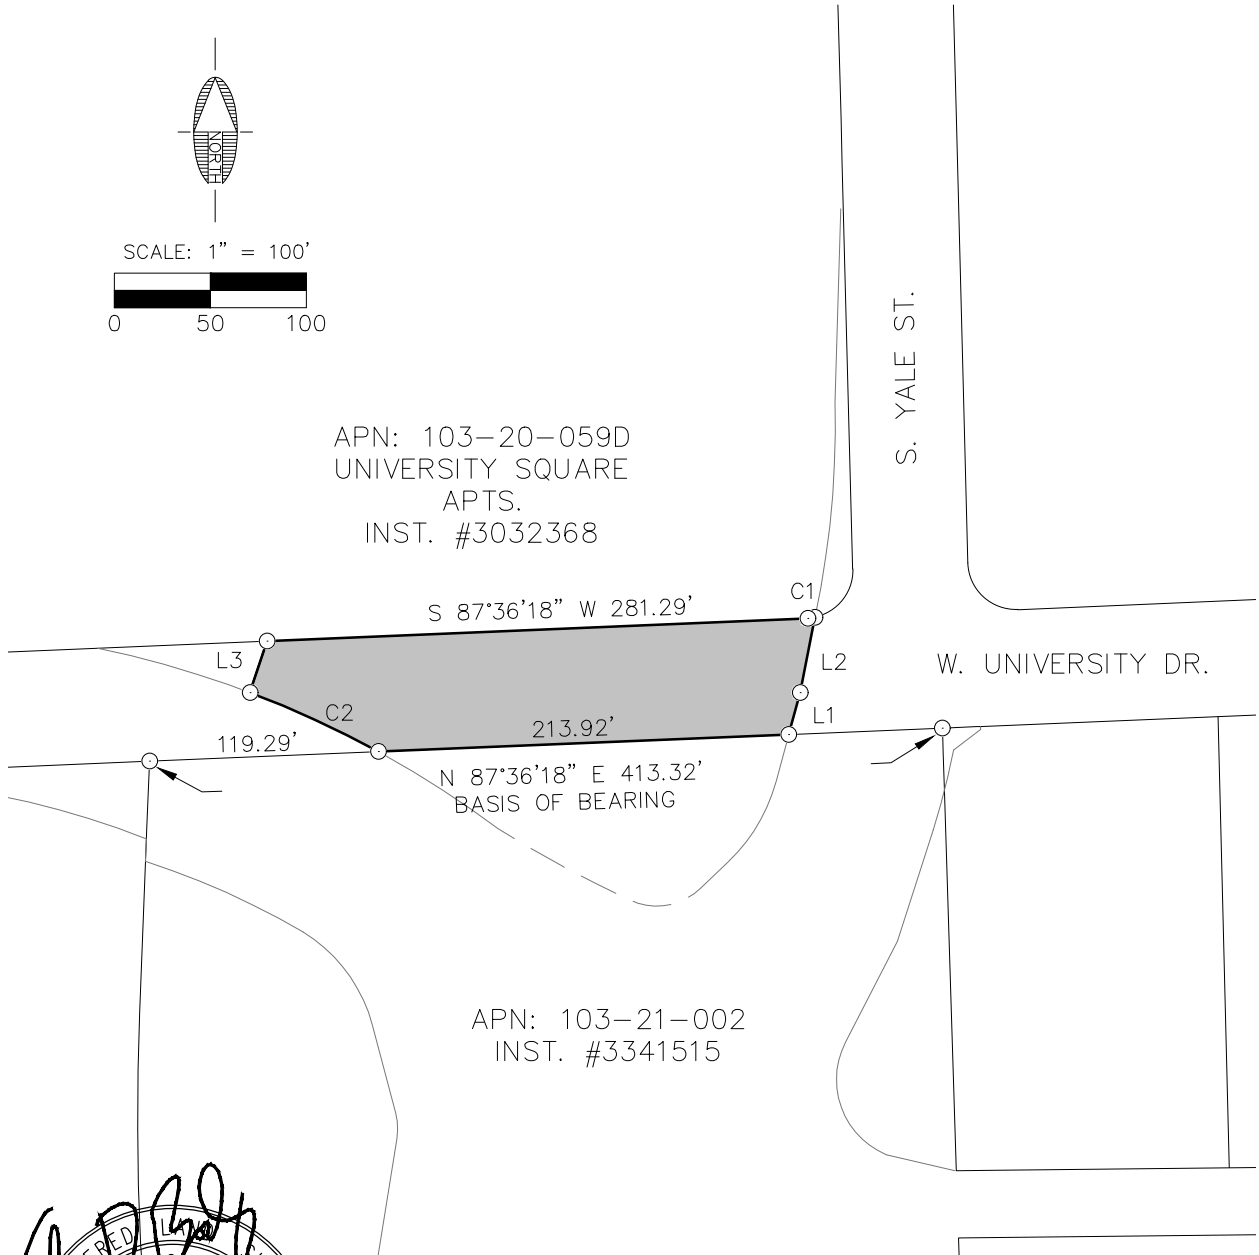 NORTH
SCALE: 1" = 100'
0 50 100
S. YALE ST.
APN: 103-20-059D
UNIVERSITY SQUARE
APTS.
INST. #3032368
C1
S 87°36'18" W 281.29'
L3
L2
W. UNIVERSITY DR.
C2
L1
213.92'
119.29'
N 87°36'18" E 413.32'
BASIS OF BEARING
APN: 103-21-002
INST. #3341515